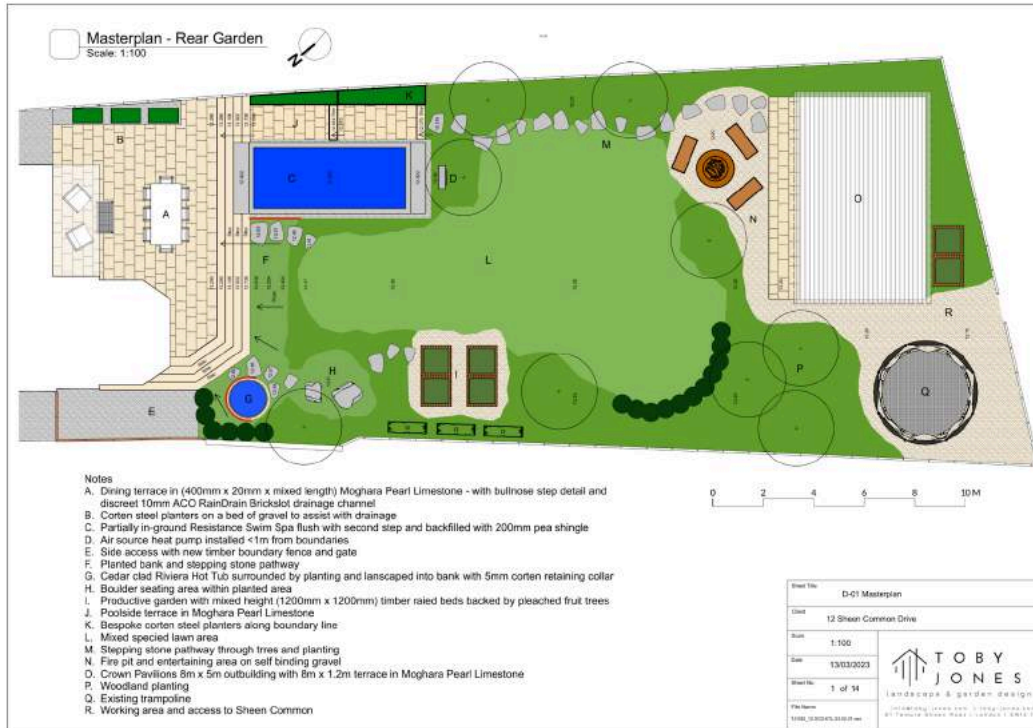 Masterplan - Rear Garden
Scale: 1:100
N
K
J
B
A
C
D
M
N
O
F
L
R
H
I
P
G
E
Q
0 2 4 6 8 10 M
Notes
A. Dining terrace in (400mm x 20mm x mixed length) Moghara Pearl Limestone - with bullnose step detail and
discreet 10mm ACO RainDrain Brickslot drainage channel
B. Corten steel planters on a bed of gravel to assist with drainage
C. Partially in-ground Resistance Swim Spa flush with second step and backfilled with 200mm pea shingle
D. Air source heat pump installed <1m from boundaries
E. Side access with new timber boundary fence and gate
F. Planted bank and stepping stone pathway
G. Cedar clad Riviera Hot Tub surrounded by planting and lanscaped into bank with 5mm corten retaining collar
H. Boulder seating area within planted area
I. Productive garden with mixed height (1200mm x 1200mm) timber raied beds backed by pleached fruit trees
J. Poolside terrace in Moghara Pearl Limestone
K. Bespoke corten steel planters along boundary line
L. Mixed specied lawn area
M. Stepping stone pathway through trres and planting
N. Fire pit and entertaining area on self binding gravel
O. Crown Pavilions 8m x 5m outbuilding with 8m x 1.2m terrace in Moghara Pearl Limestone
P. Woodland planting
Q. Existing trampoline
R. Working area and access to Sheen Common
Sheet Title
D-01 Masterplan
Client
12 Sheen Common Drive
Scale
1:100
Date
13/03/2023
Sheet No.
1 of 14
File Name
TOBY
JONES
landscape & garden design